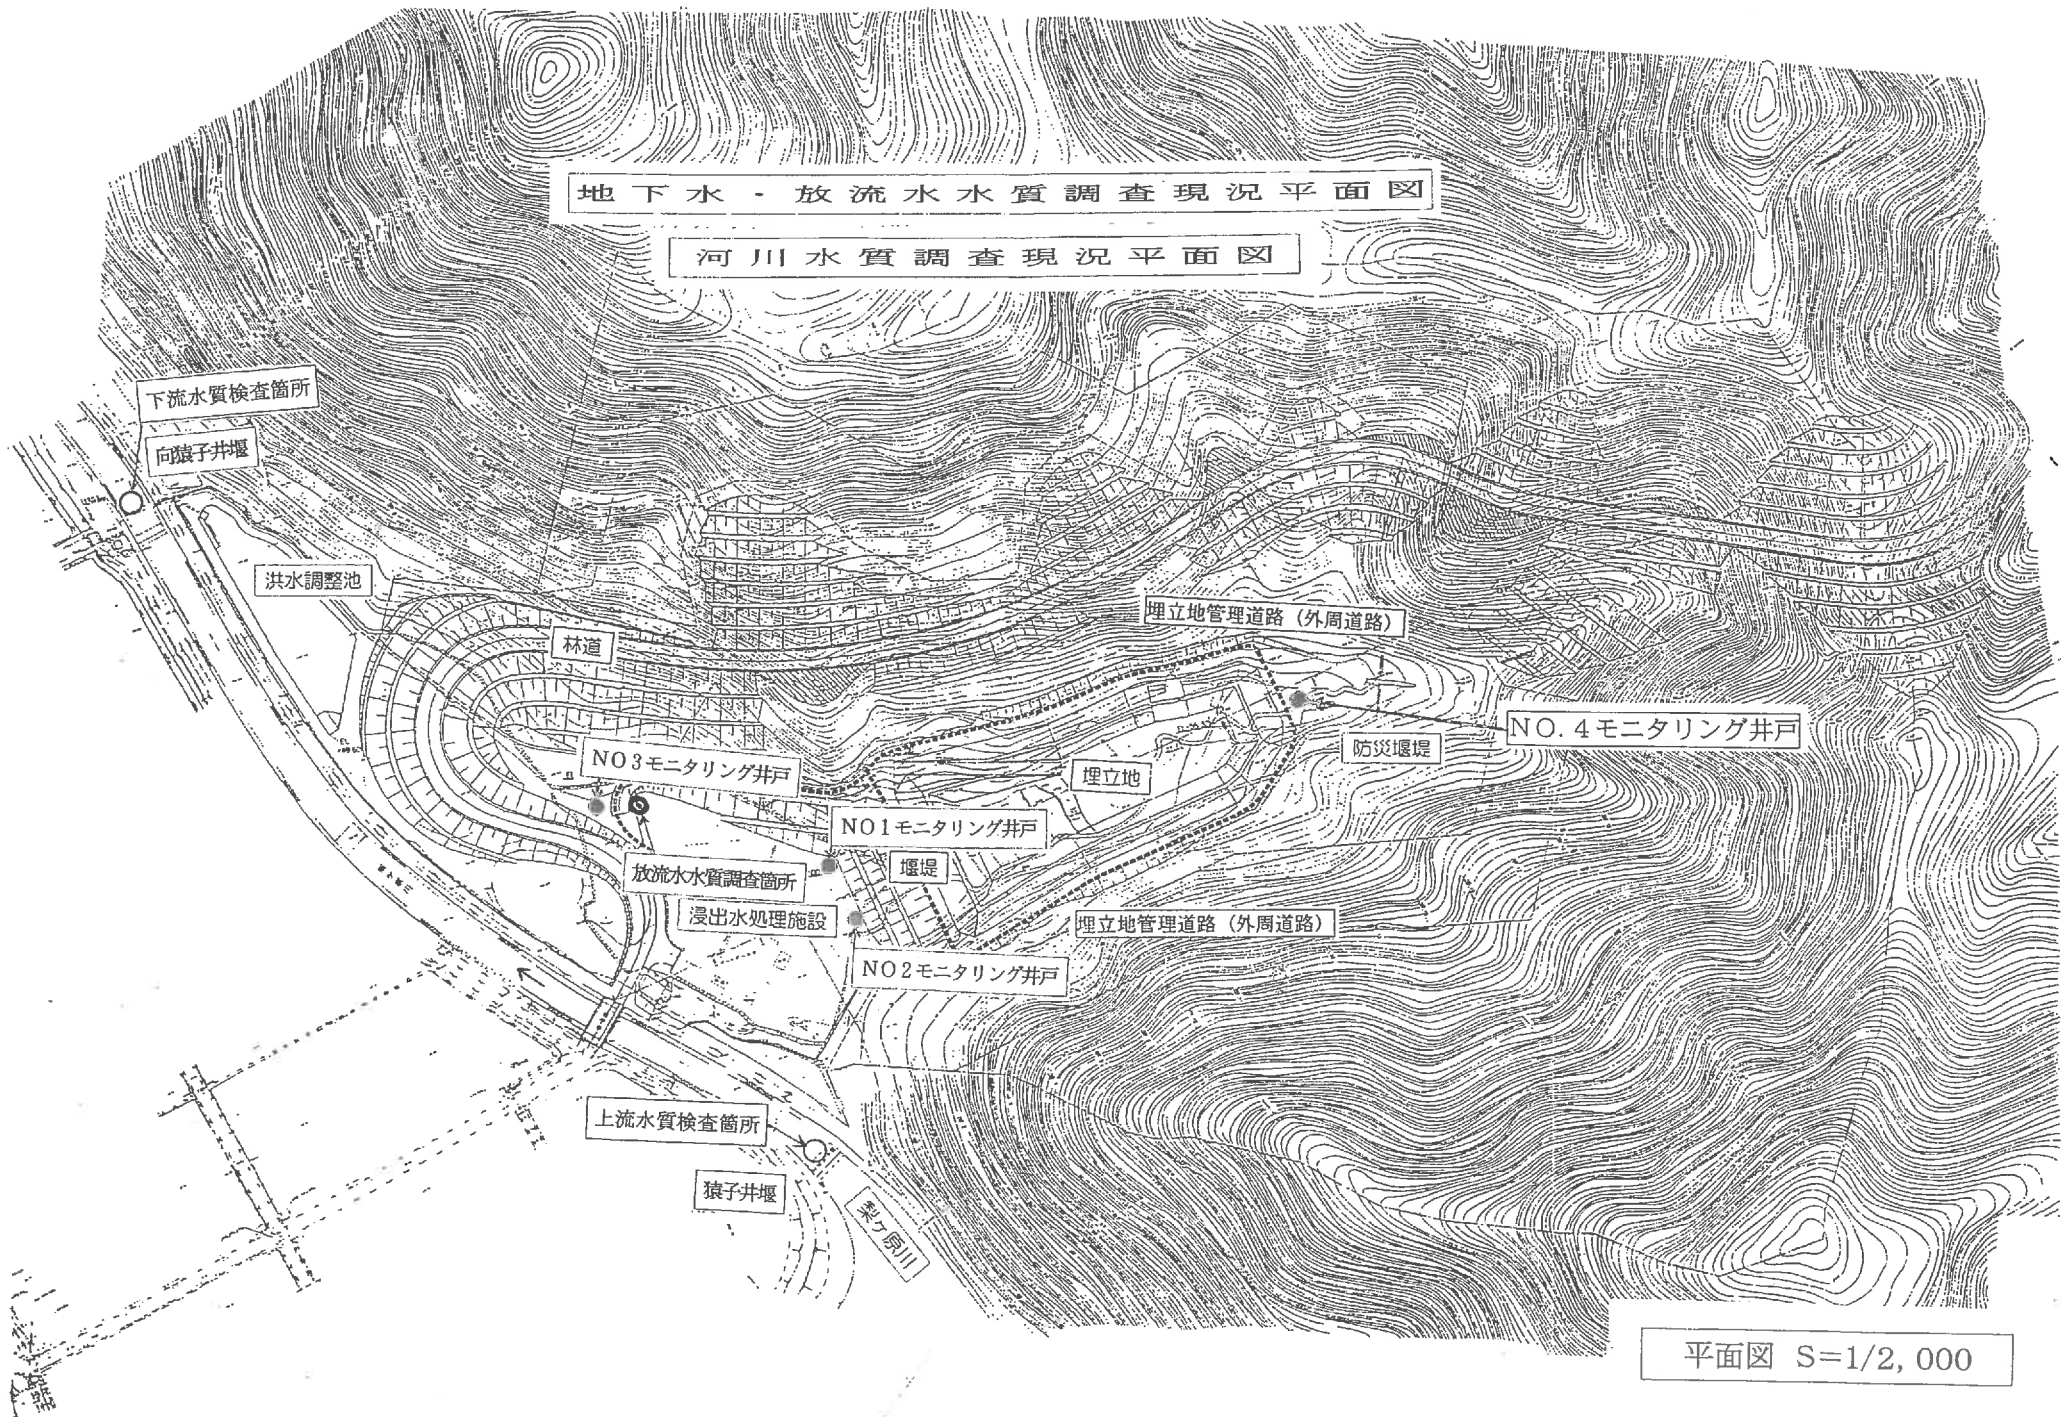 地下水・放流水水質調査現況平面図
河川水質調査現況平面図
下流水質検査箇所
向猿子井堰
洪水調整池
林道
埋立地管理道路（外周道路）
NO.4モニタリング井戸
防災堰堤
NO3モニタリング井戸
埋立地
NO1モニタリング井戸
堰堤
放流水水質調査箇所
浸出水処理施設
埋立地管理道路（外周道路）
NO2モニタリング井戸
上流水質検査箇所
猿子井堰
梨ケ原川
平面図 S=1/2,000